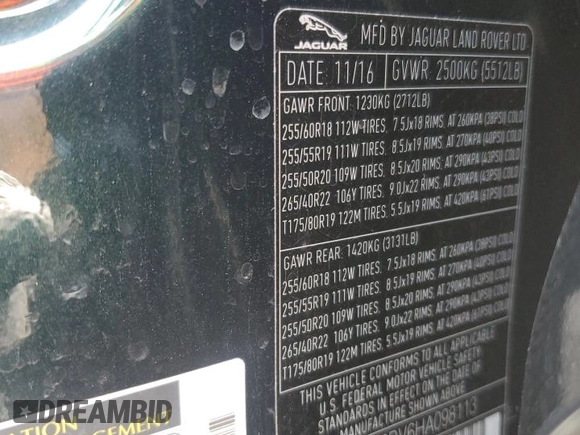 JAGUAR
MFD BY JAGUAR LAND ROVER LTD
DATE: 11/16
GVWR: 2500KG (5512LB)
GAWR FRONT: 1230KG (2712LB)
255/60R18 112W TIRES, 7.5Jx18 RIMS, AT 260KPA (38PSI) COLD
255/55R19 111W TIRES, 8.5Jx19 RIMS, AT 270KPA (40PSI) COLD
255/50R20 109W TIRES, 8.5Jx20 RIMS, AT 290KPA (43PSI) COLD
265/40R22 106Y TIRES, 9.0Jx22 RIMS, AT 290KPA (43PSI) COLD
T175/80R19 122M TIRES, 5.5Jx19 RIMS, AT 420KPA (61PSI) COLD
GAWR REAR: 1420KG (3131LB)
255/60R18 112W TIRES, 7.5Jx18 RIMS, AT 260KPA (38PSI) COLD
255/55R19 111W TIRES, 8.5Jx19 RIMS, AT 270KPA (40PSI) COLD
255/50R20 109W TIRES, 8.5Jx20 RIMS, AT 290KPA (43PSI) COLD
265/40R22 106Y TIRES, 9.0Jx22 RIMS, AT 290KPA (43PSI) COLD
T175/80R19 122M TIRES, 5.5Jx19 RIMS, AT 420KPA (61PSI) COLD
THIS VEHICLE CONFORMS TO ALL APPLICABLE
U.S. FEDERAL MOTOR VEHICLE SAFETY
STANDARDS IN EFFECT ON THE DATE OF
MANUFACTURE SHOWN ABOVE.
V6HA098113
DREAMBID